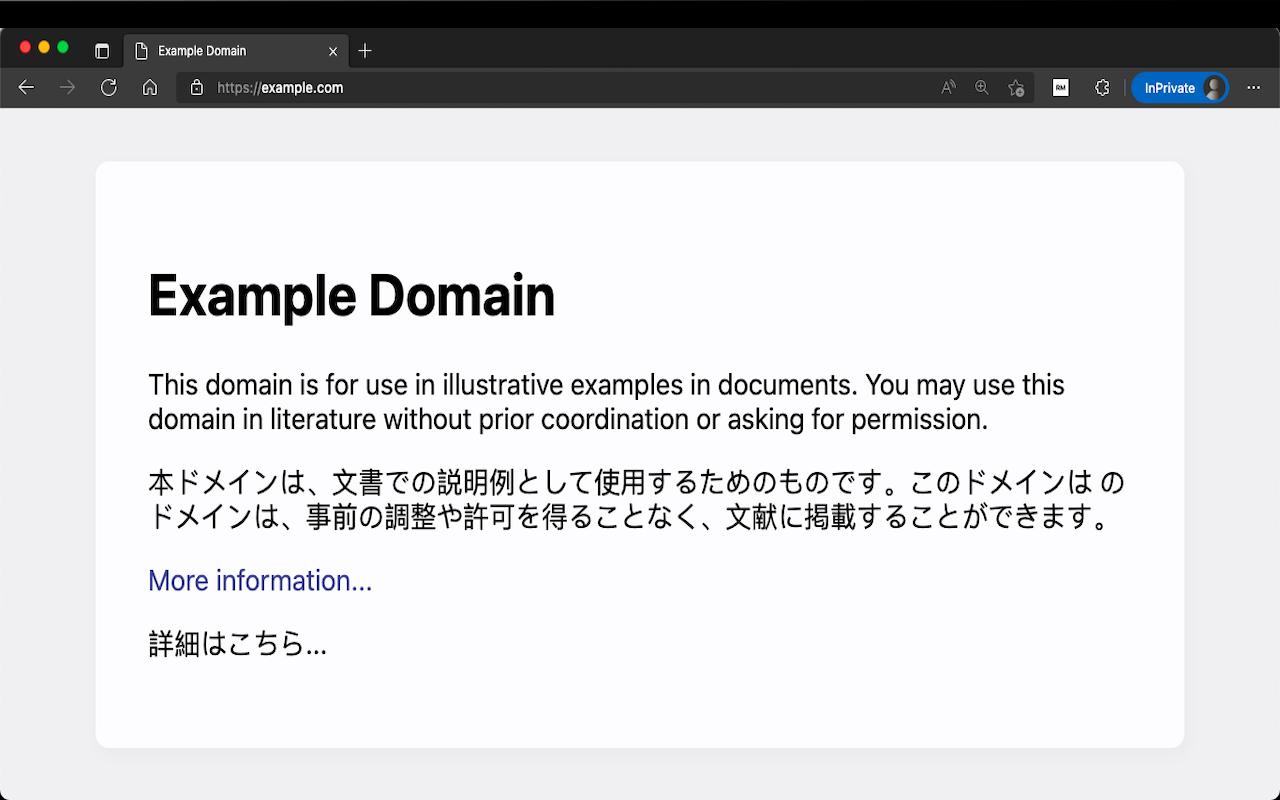 Example Domain
https://example.com
RM
InPrivate
Example Domain
This domain is for use in illustrative examples in documents. You may use this
domain in literature without prior coordination or asking for permission.
本ドメインは、文書での説明例として使用するためのものです。このドメインは の
ドメインは、事前の調整や許可を得ることなく、文献に掲載することができます。
More information...
詳細はこちら...